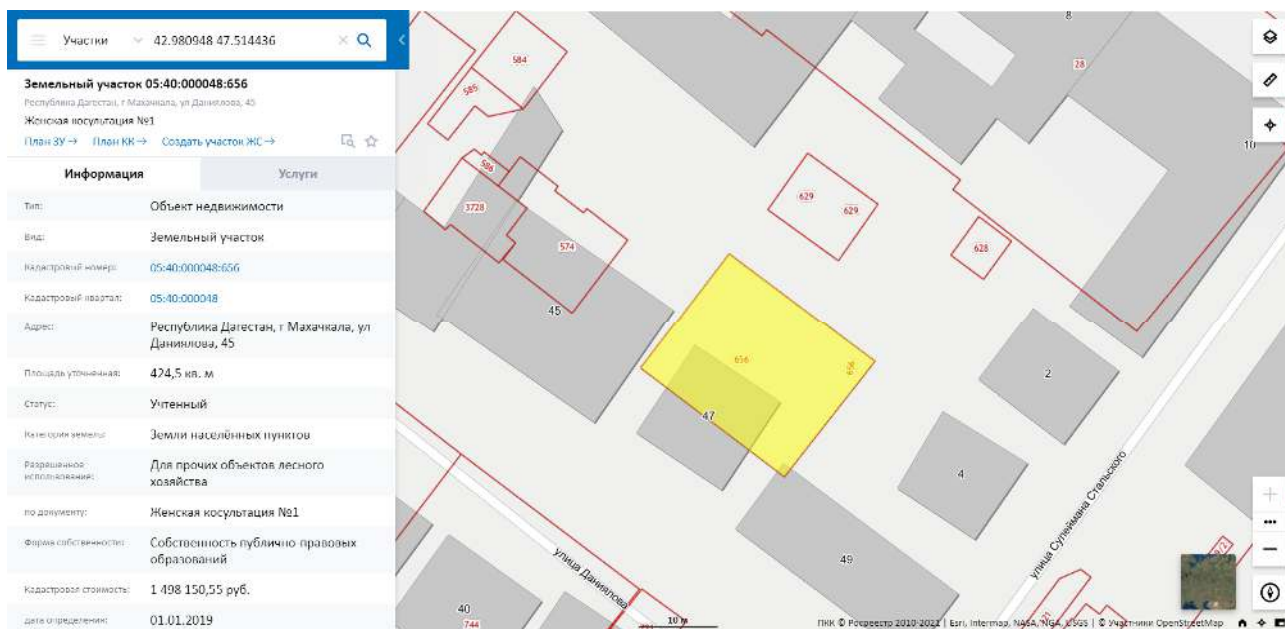 Участки 42.980948 47.514436
Земельный участок 05:40:000048:656
Республика Дагестан, г Махачкала, ул Даниялова, 45
Женская косультация №1
План ЗУ → План КК → Создать участок ЖС →
Информация Услуги
Тип: Объект недвижимости
Вид: Земельный участок
Кадастровый номер: 05:40:000048:656
Кадастровый квартал: 05:40:000048
Адрес: Республика Дагестан, г Махачкала, ул
Даниялова, 45
Площадь уточненная: 424,5 кв. м
Статус: Учтенный
Категория земель: Земли населённых пунктов
Разрешенное
использование: Для прочих объектов лесного
хозяйства
по документу: Женская косультация №1
Форма собственности: Собственность публично-правовых
образований
Кадастровая стоимость: 1 498 150,55 руб.
дата определения: 01.01.2019
8
584
28
585
10
586
629
629
3728
628
574
45
656
656
2
47
4
улица Сулеймана Стальского
49
улица Даниялова
40
744
10 м
ПКК © Росреестр 2010-2021 | Esri, Intermap, NASA, NGA, USGS | © Участники OpenStreetMap